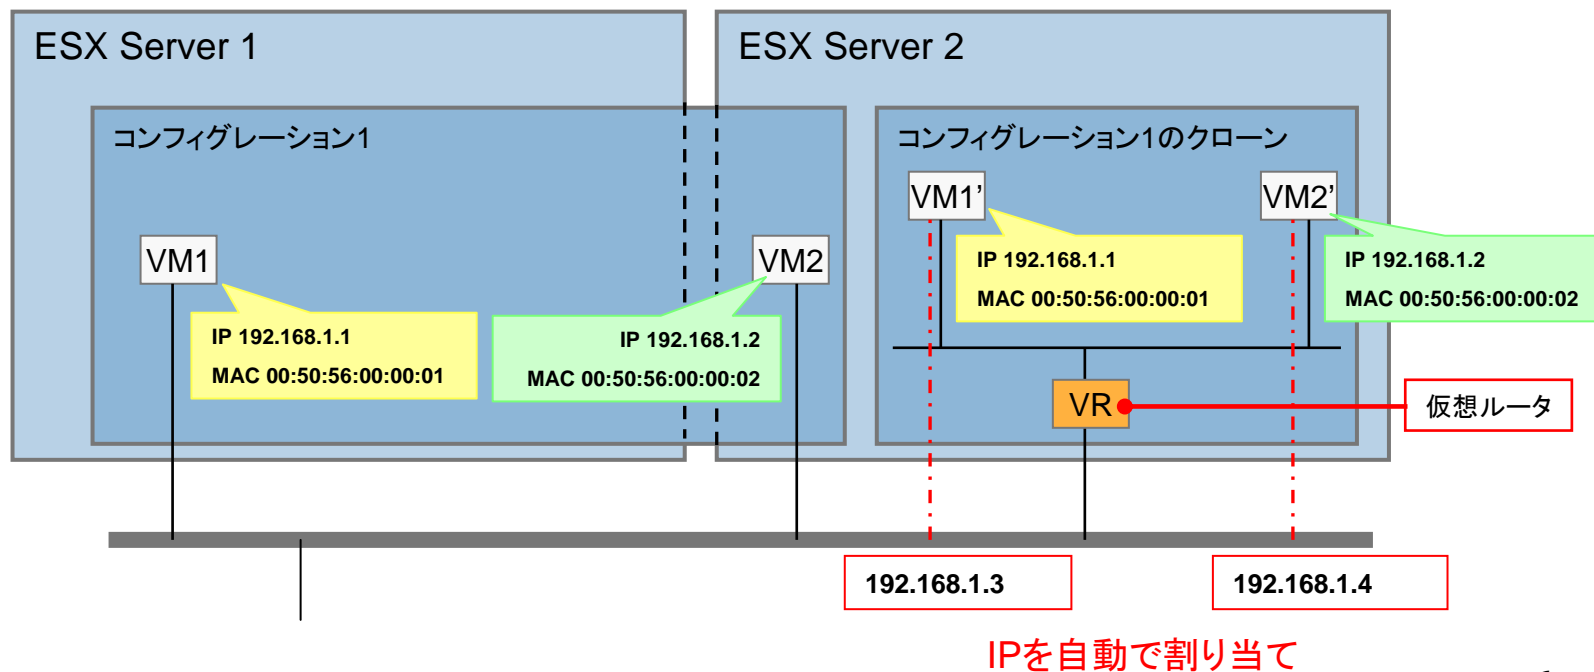 ESX Server 1
ESX Server 2
コンフィグレーション1
コンフィグレーション1のクローン
VM1'
VM2'
VM1
VM2
IP 192.168.1.1
MAC 00:50:56:00:00:01
IP 192.168.1.2
MAC 00:50:56:00:00:02
IP 192.168.1.1
MAC 00:50:56:00:00:01
IP 192.168.1.2
MAC 00:50:56:00:00:02
VR
仮想ルータ
192.168.1.3
192.168.1.4
IPを自動で割り当て